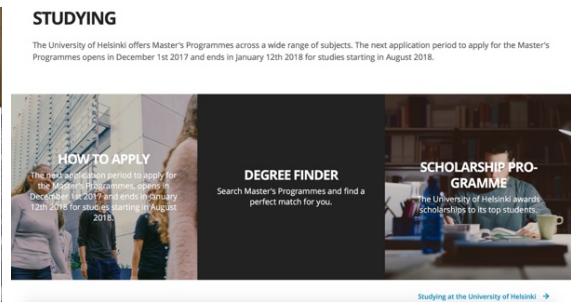 STUDYING
The University of Helsinki offers Master's Programmes across a wide range of subjects. The next application period to apply for the Master's
Programmes opens in December 1st 2017 and ends in January 12th 2018 for studies starting in August 2018.
HOW TO APPLY
The next application period to apply for
the Master's Programmes, opens in
December 1st 2017 and ends in January
12th 2018 for studies starting in August
2018.
DEGREE FINDER
Search Master's Programmes and find a
perfect match for you.
SCHOLARSHIP PRO-
GRAMME
The University of Helsinki awards
scholarships to its top students.
Studying at the University of Helsinki →